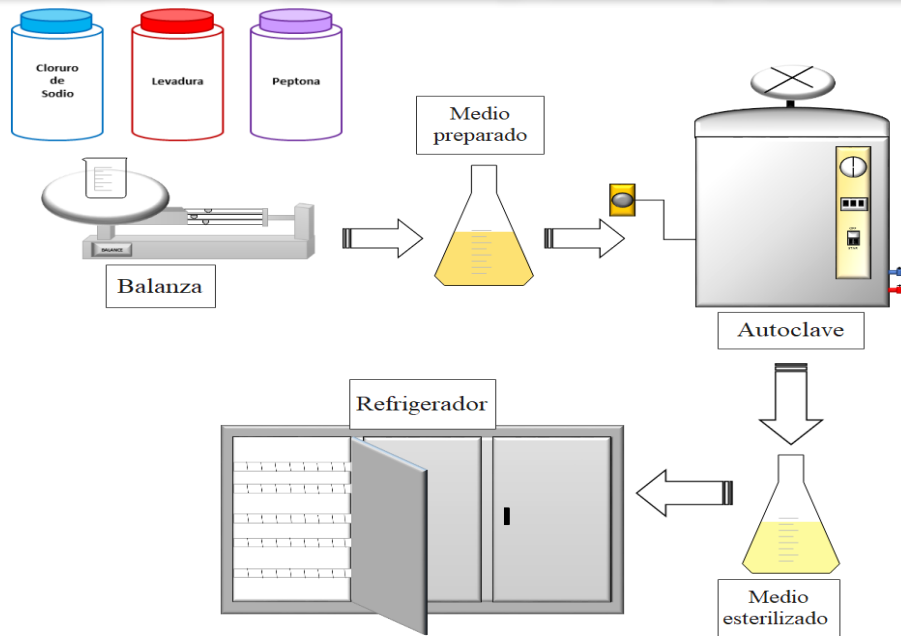 Cloruro
de
Sodio
Levadura
Peptona
Medio
preparado
BALANCE
Balanza
Autoclave
Refrigerador
Medio
esterilizado